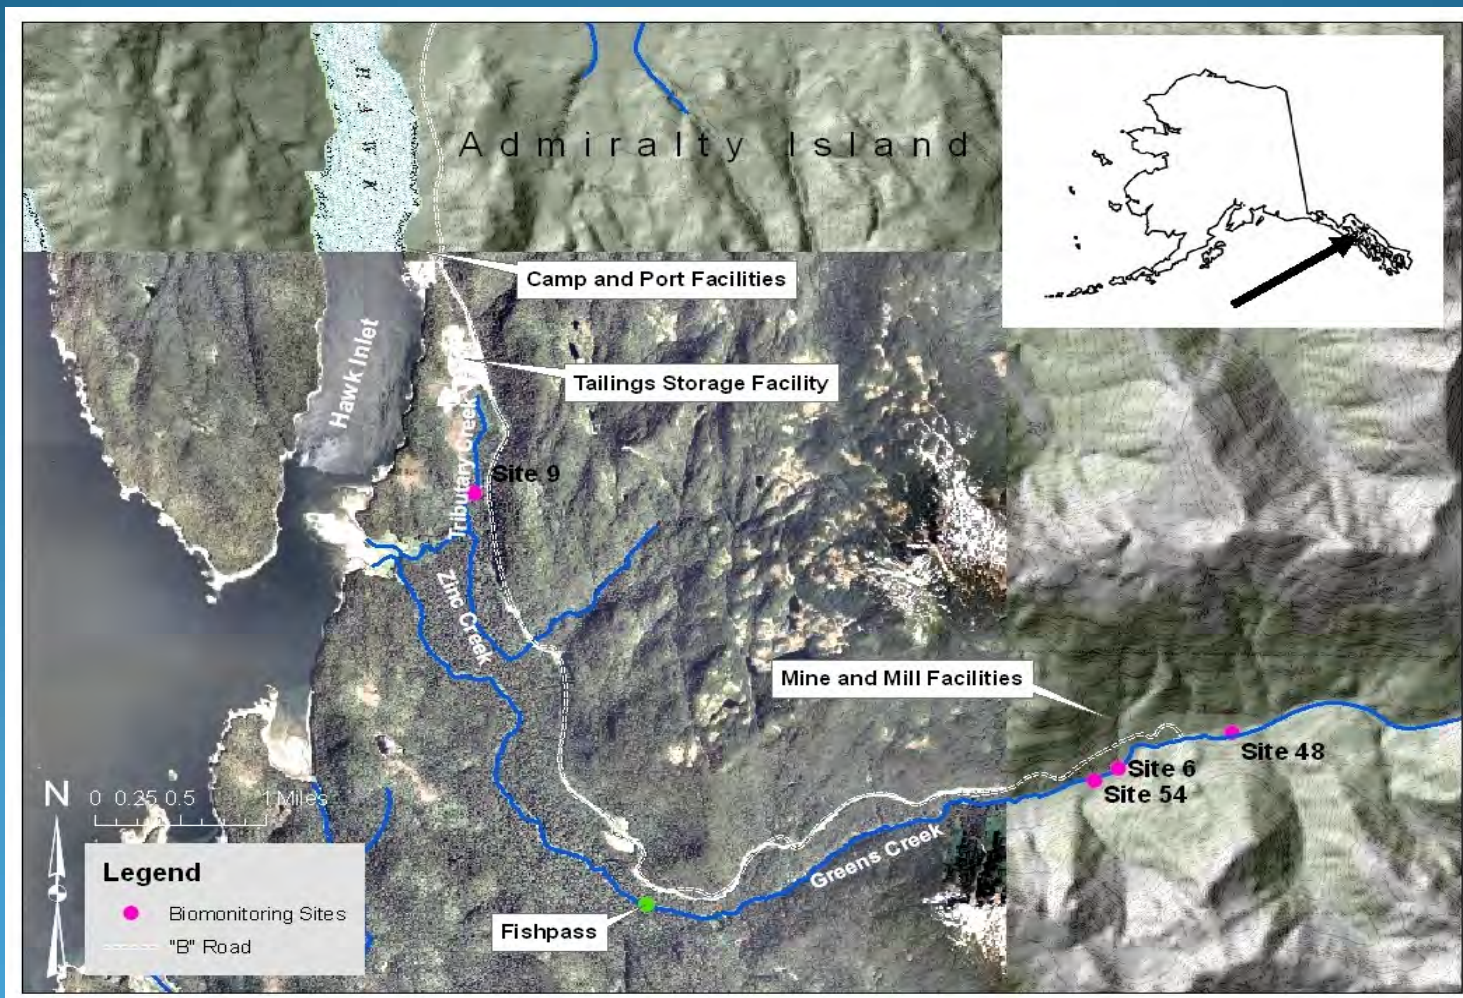 Admiralty Island
Camp and Port Facilities
Hawk Inlet
Tailings Storage Facility
Tributary Creek
Site 9
Zinc Creek
Mine and Mill Facilities
Site 48
Site 6
Site 54
Greens Creek
Fishpass
N
0 0.25 0.5 1 Miles
Legend
Biomonitoring Sites
"B" Road